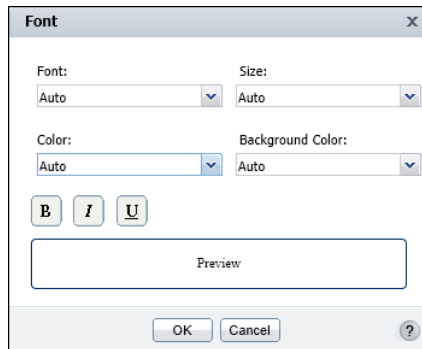 Font x
Font: Size:
Auto Auto
Color: Background Color:
Auto Auto
B I U
Preview
OK Cancel ?